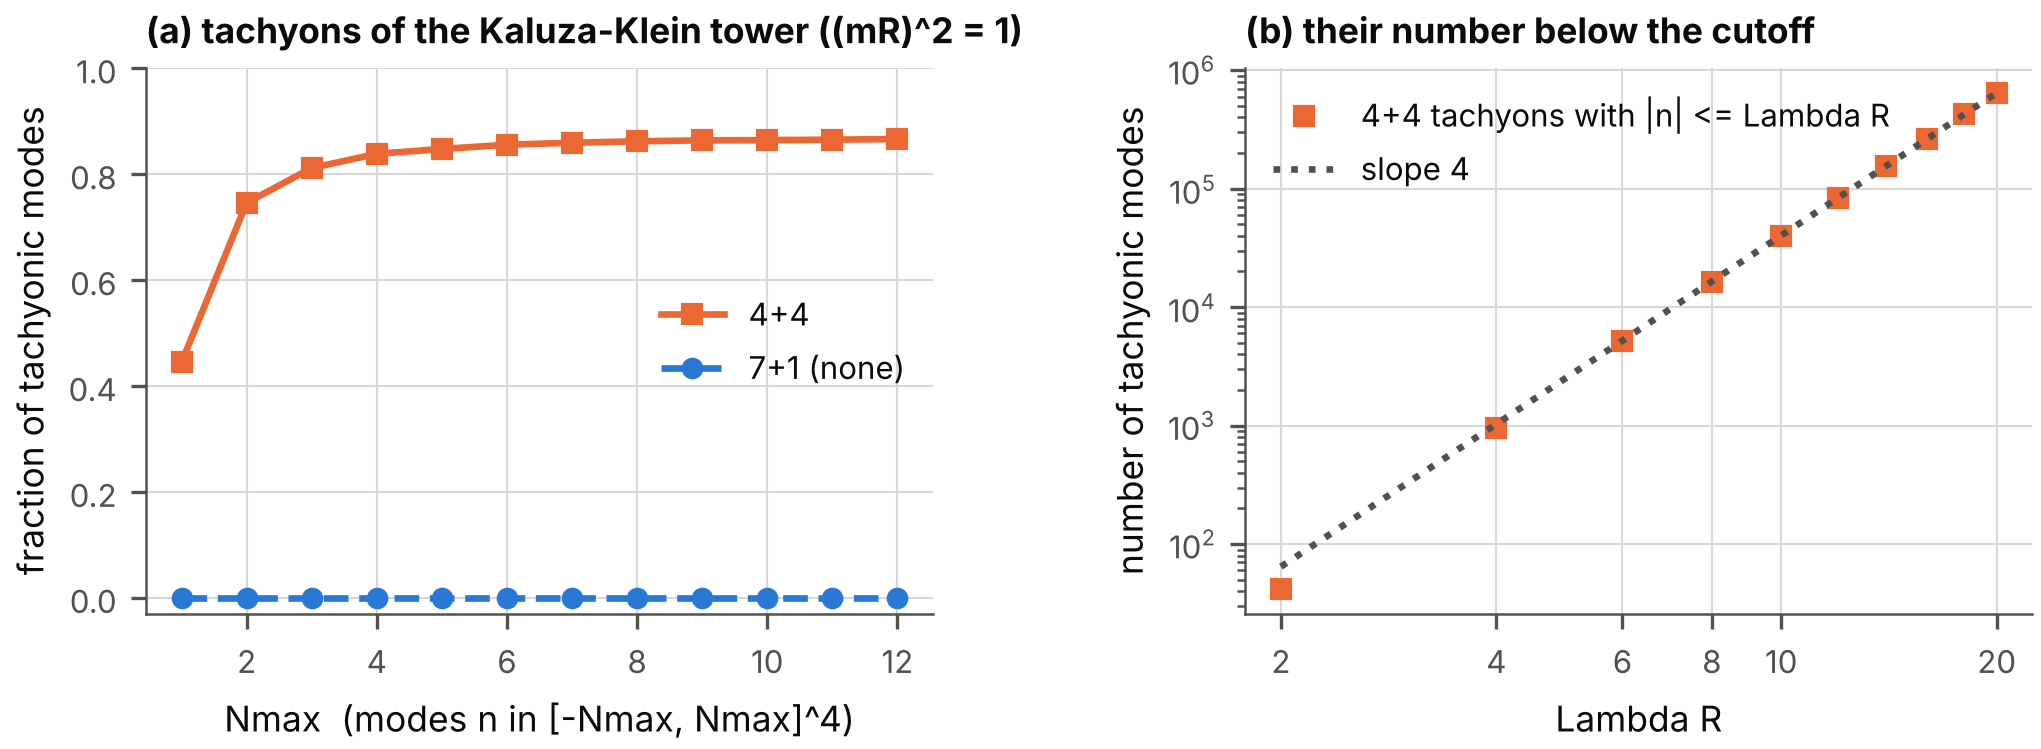 (a) tachyons of the Kaluza-Klein tower ((mR)^2 = 1)
fraction of tachyonic modes
1.0
0.8
0.6
0.4
0.2
0.0
4+4
7+1 (none)
2
4
6
8
10
12
Nmax (modes n in [-Nmax, Nmax]^4)
(b) their number below the cutoff
number of tachyonic modes
10^6
10^5
10^4
10^3
10^2
4+4 tachyons with |n| <= Lambda R
slope 4
2
4
6
8
10
20
Lambda R